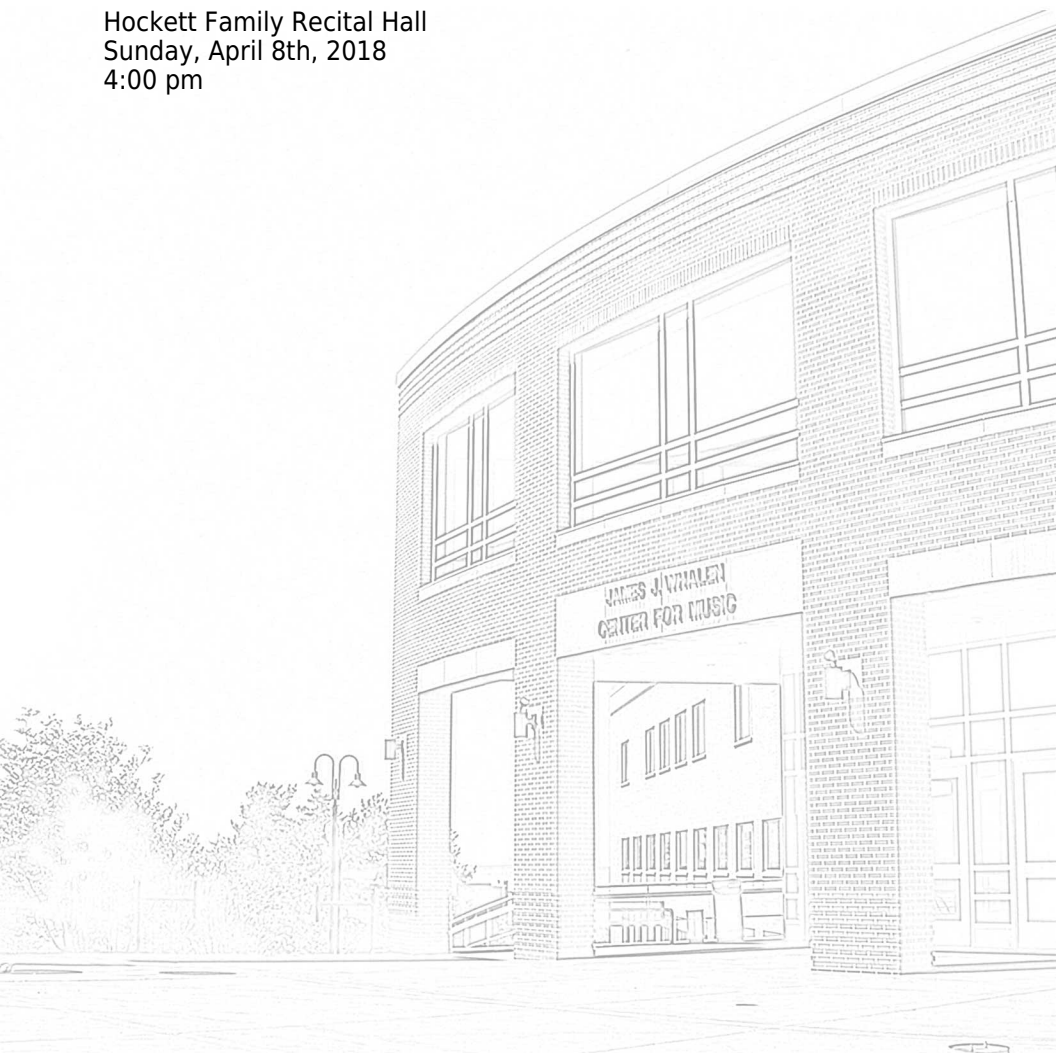 Hockett Family Recital Hall
Sunday, April 8th, 2018
4:00 pm
JAMES J. WHALEN
CENTER FOR MUSIC